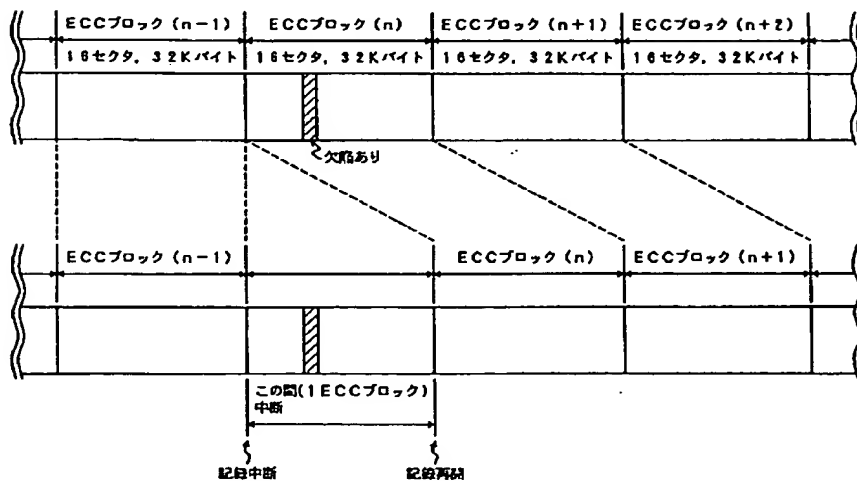 ECCブロック（n－1） ECCブロック（n） ECCブロック（n+1） ECCブロック（n+2）
16セクタ，32Kバイト 16セクタ，32Kバイト 16セクタ，32Kバイト 16セクタ，32Kバイト
欠陥あり
ECCブロック（n－1） ECCブロック（n） ECCブロック（n+1）
この間(1ECCブロック)
中断
記録中断 記録再開